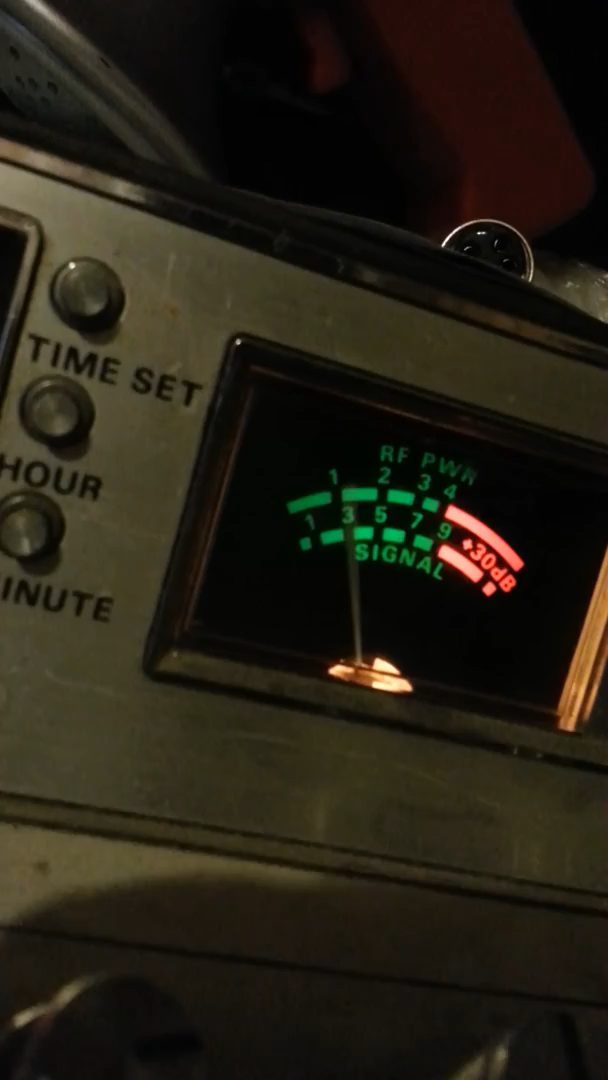 TIME SET
HOUR
INUTE
RF PWR
1 2 3 4
1 3 5 7 9 +30dB
SIGNAL